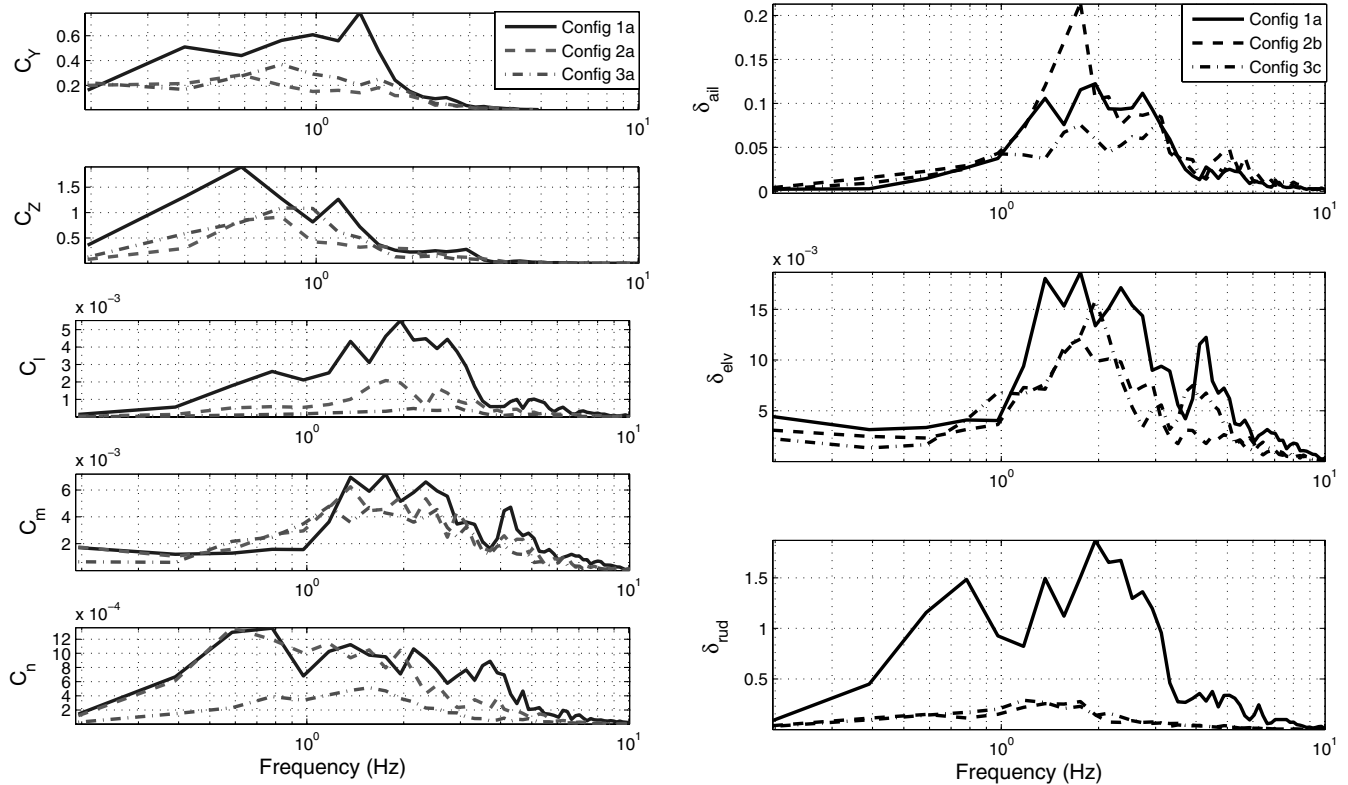 C_Y
0.6
0.4
0.2
Config 1a
Config 2a
Config 3a
10^0
10^1
C_Z
1.5
1
0.5
10^0
10^1
x 10^−3
C_l
5
4
3
2
1
10^0
10^1
x 10^−3
C_m
6
4
2
10^0
10^1
x 10^−4
C_n
12
10
8
6
4
2
10^0
10^1
Frequency (Hz)
δ_ail
0.2
0.15
0.1
0.05
0
Config 1a
Config 2b
Config 3c
10^0
10^1
x 10^−3
δ_elv
15
10
5
10^0
10^1
δ_rud
1.5
1
0.5
10^0
10^1
Frequency (Hz)